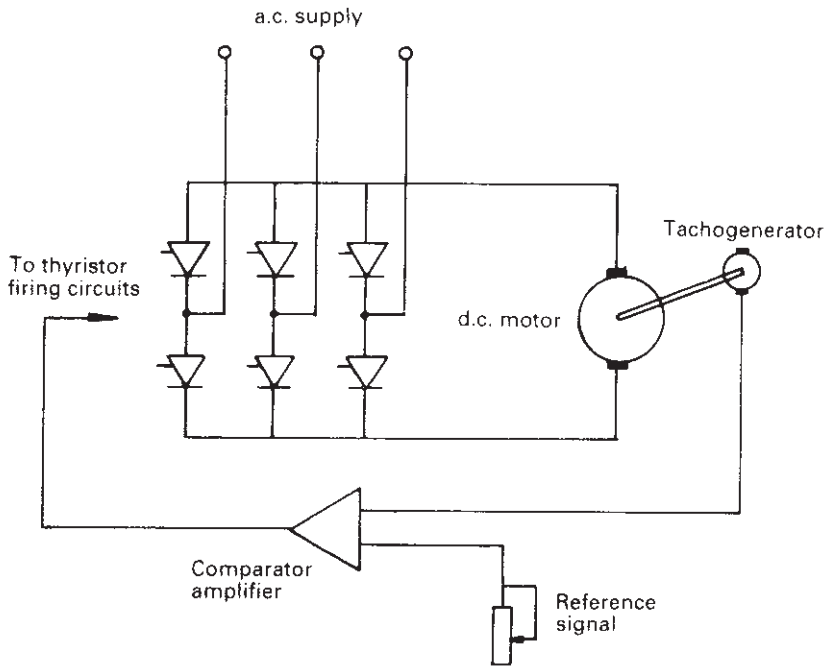 a.c. supply
Tachogenerator
To thyristor
firing circuits
d.c. motor
Comparator
amplifier
Reference
signal